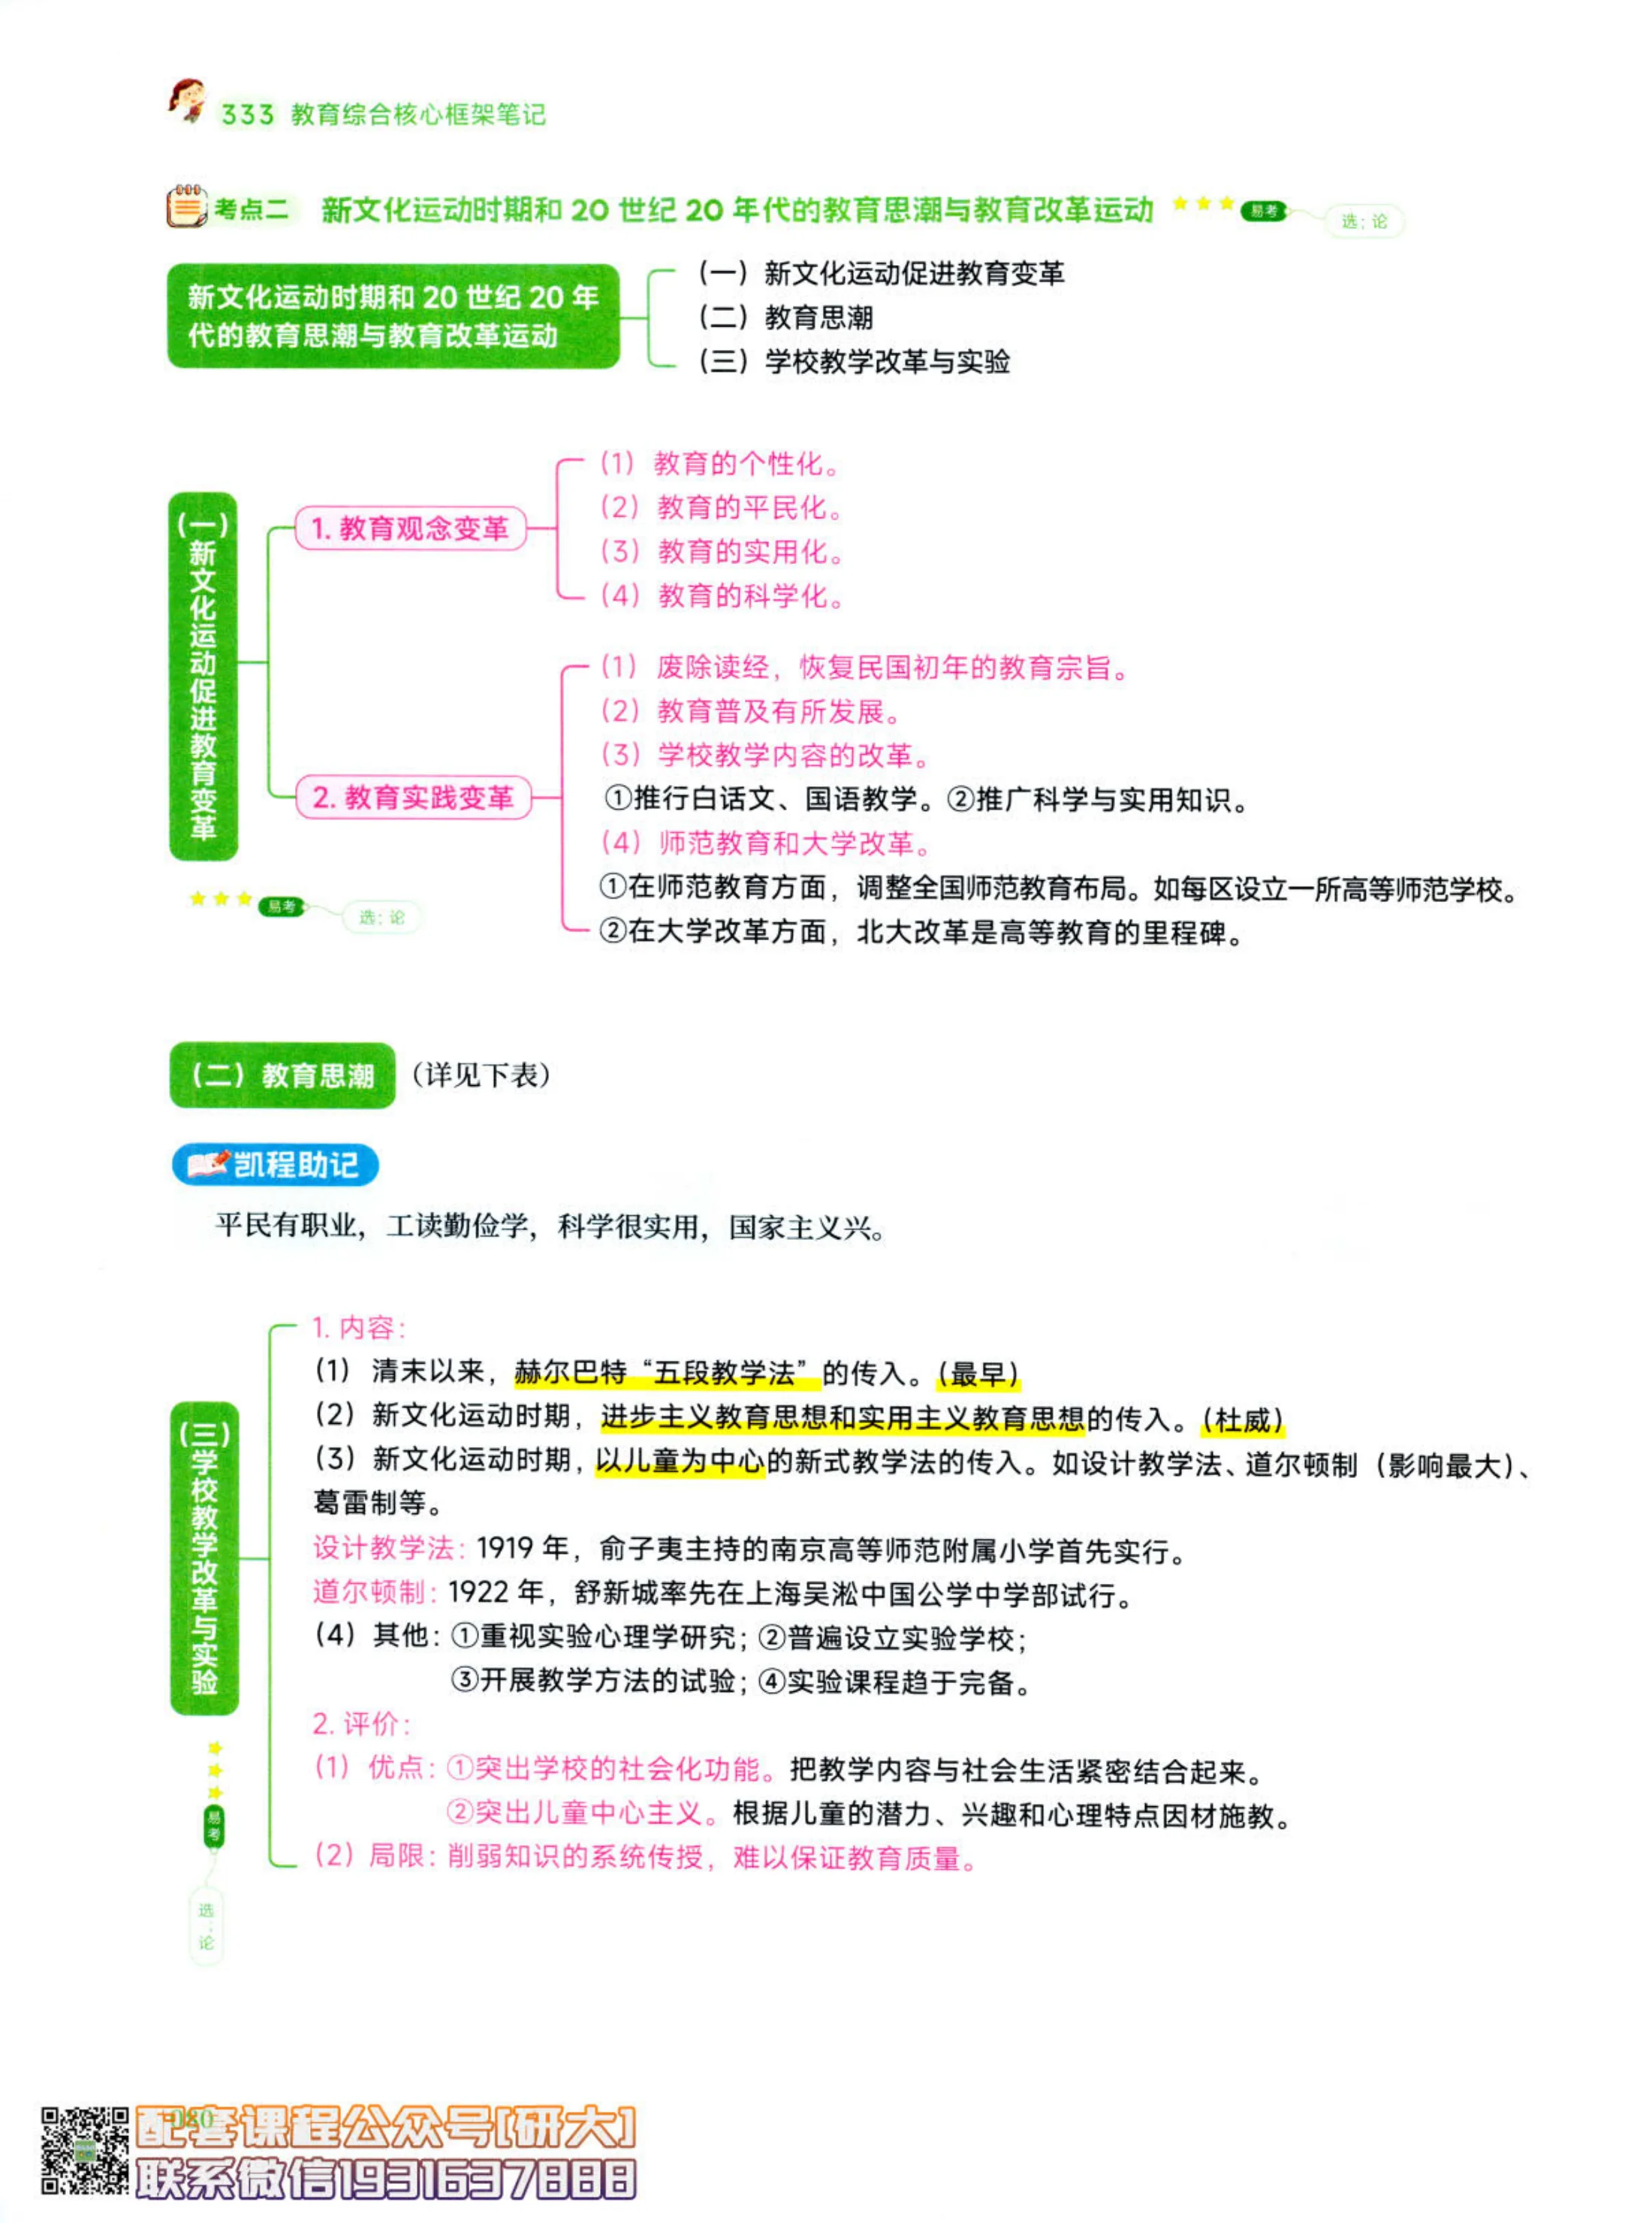 333 教育综合核心框架笔记
考点二 新文化运动时期和 20 世纪 20 年代的教育思潮与教育改革运动 易考 选；论
新文化运动时期和 20 世纪 20 年
代的教育思潮与教育改革运动
（一）新文化运动促进教育变革
（二）教育思潮
（三）学校教学改革与实验
（一）新文化运动促进教育变革
易考 选；论
1. 教育观念变革
（1）教育的个性化。
（2）教育的平民化。
（3）教育的实用化。
（4）教育的科学化。
2. 教育实践变革
（1）废除读经，恢复民国初年的教育宗旨。
（2）教育普及有所发展。
（3）学校教学内容的改革。
①推行白话文、国语教学。②推广科学与实用知识。
（4）师范教育和大学改革。
①在师范教育方面，调整全国师范教育布局。如每区设立一所高等师范学校。
②在大学改革方面，北大改革是高等教育的里程碑。
（二）教育思潮 （详见下表）
凯程助记
平民有职业，工读勤俭学，科学很实用，国家主义兴。
（三）学校教学改革与实验
易考 选；论
1. 内容：
（1）清末以来，赫尔巴特“五段教学法”的传入。（最早）
（2）新文化运动时期，进步主义教育思想和实用主义教育思想的传入。（杜威）
（3）新文化运动时期，以儿童为中心的新式教学法的传入。如设计教学法、道尔顿制（影响最大）、
葛雷制等。
设计教学法：1919 年，俞子夷主持的南京高等师范附属小学首先实行。
道尔顿制：1922 年，舒新城率先在上海吴淞中国公学中学部试行。
（4）其他：①重视实验心理学研究；②普遍设立实验学校；
③开展教学方法的试验；④实验课程趋于完备。
2. 评价：
（1）优点：①突出学校的社会化功能。把教学内容与社会生活紧密结合起来。
②突出儿童中心主义。根据儿童的潜力、兴趣和心理特点因材施教。
（2）局限：削弱知识的系统传授，难以保证教育质量。
080
配套课程公众号[研大]
联系微信1931637888